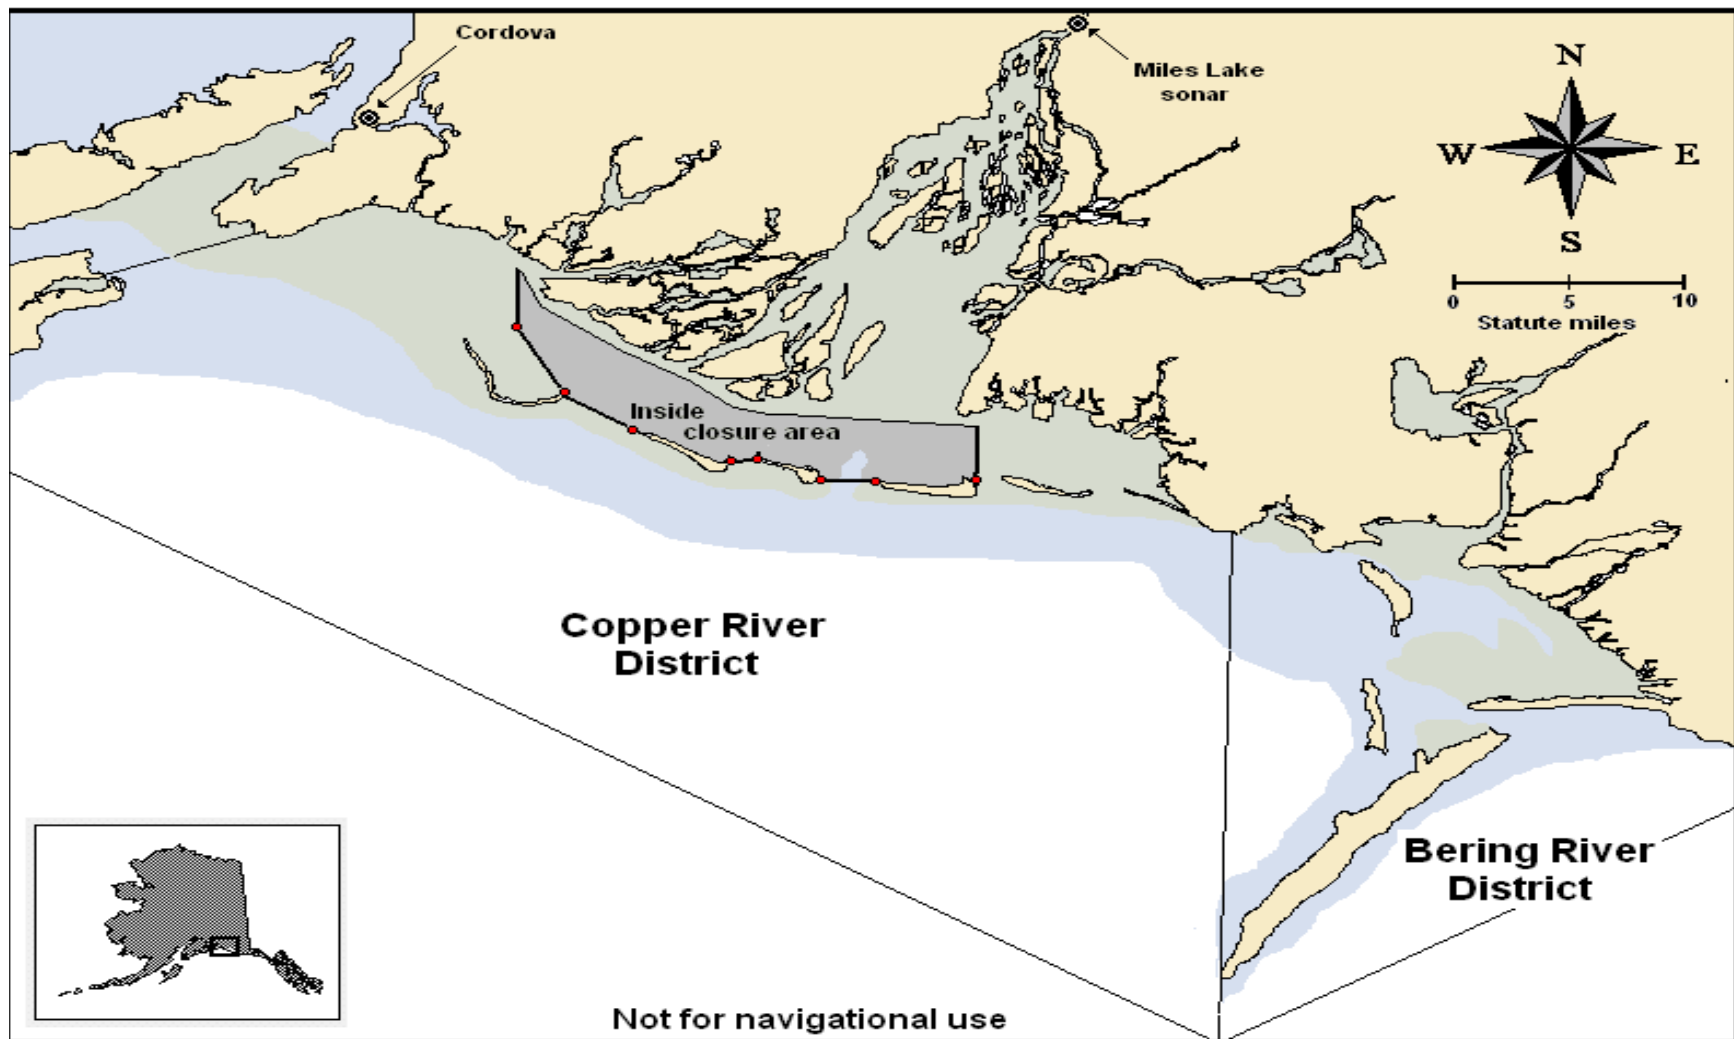 Cordova
Miles Lake
sonar
N
W
E
S
0 5 10
Statute miles
Inside
closure area
Copper River
District
Bering River
District
Not for navigational use